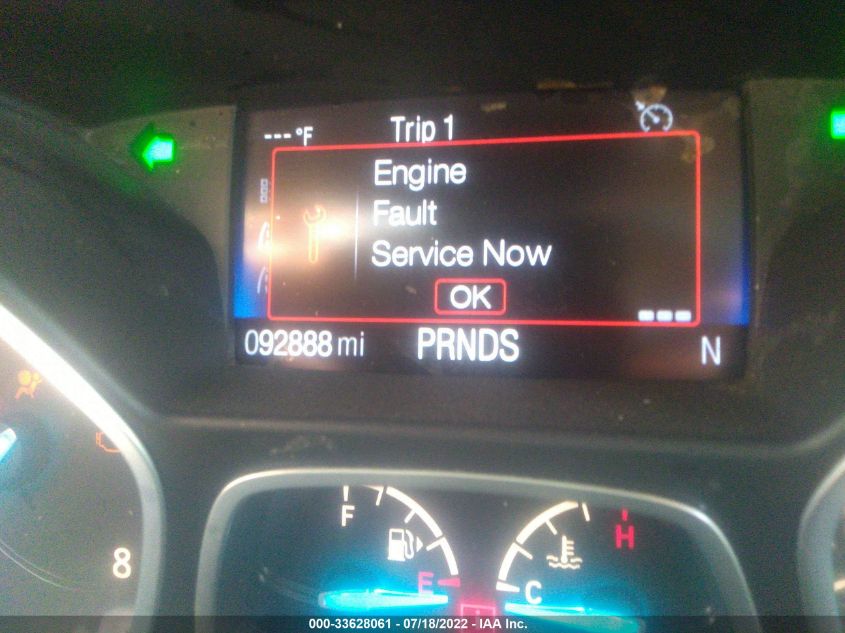 ---°F
Trip 1
Engine
Fault
Service Now
OK
092888 mi
PRNDS
N
8
F
E
H
C
000-33628061 - 07/18/2022 - IAA Inc.